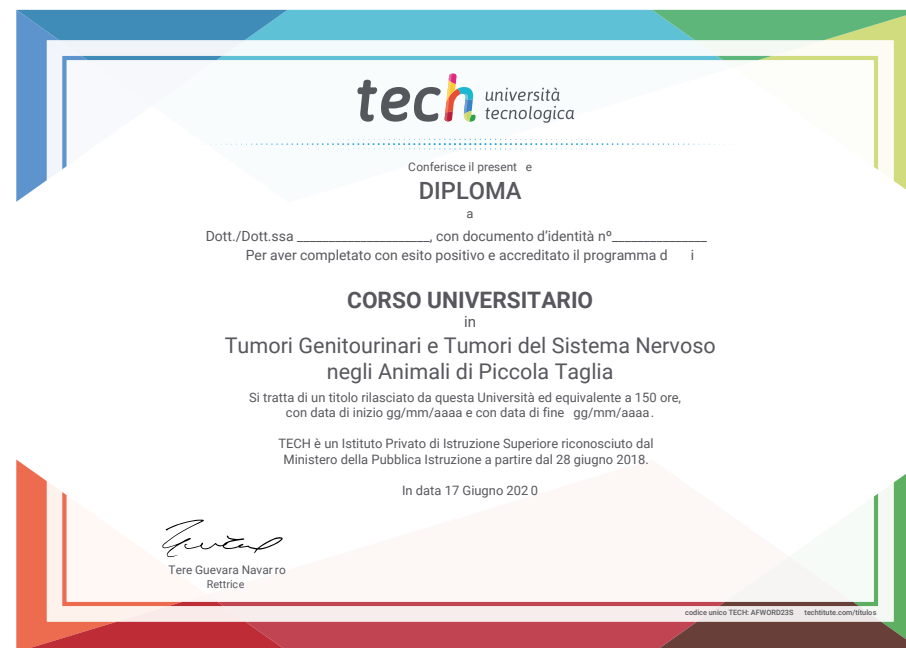 tech università
tecnologica
Conferisce il present e
DIPLOMA
a
Dott./Dott.ssa ___________________, con documento d'identità nº______________
Per aver completato con esito positivo e accreditato il programma d i
CORSO UNIVERSITARIO
in
Tumori Genitourinari e Tumori del Sistema Nervoso
negli Animali di Piccola Taglia
Si tratta di un titolo rilasciato da questa Università ed equivalente a 150 ore,
con data di inizio gg/mm/aaaa e con data di fine gg/mm/aaaa.
TECH è un Istituto Privato di Istruzione Superiore riconosciuto dal
Ministero della Pubblica Istruzione a partire dal 28 giugno 2018.
In data 17 Giugno 2020
Tere Guevara Navarro
Rettrice
codice unico TECH: AFWORD23S techtitute.com/titulos